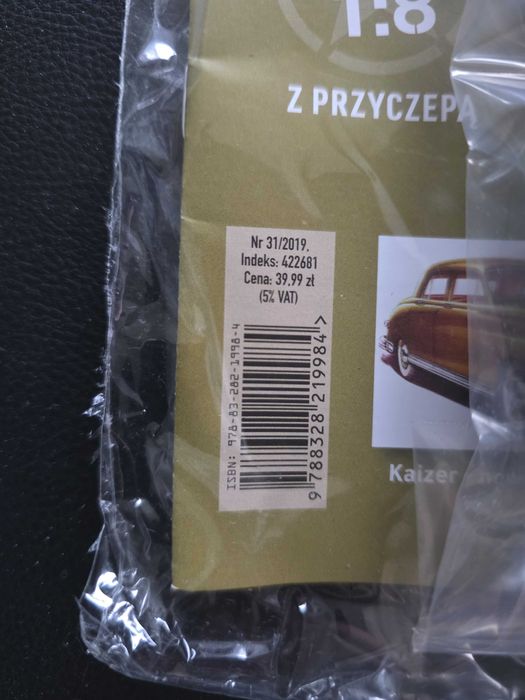 1:8
Z PRZYCZEPĄ
Nr 31/2019,
Indeks: 422681
Cena: 39,99 zł
(5% VAT)
ISBN: 978-83-282-1998-4
9 788328 219984 >
Kaizer